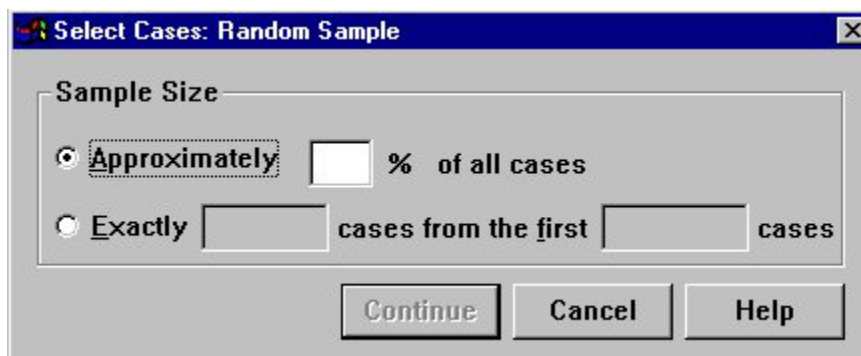 Select Cases: Random Sample
Sample Size
Approximately % of all cases
Exactly cases from the first cases
Continue Cancel Help